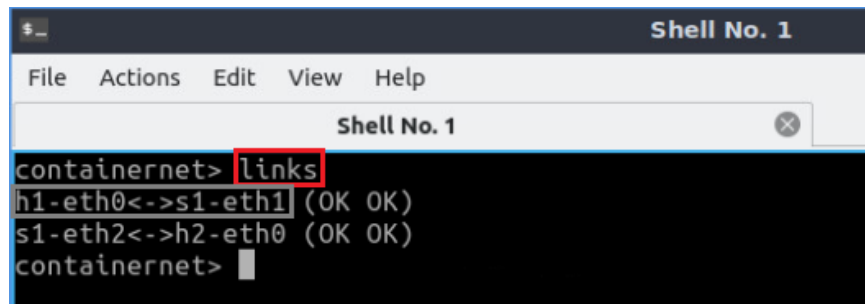 $_ Shell No. 1
File Actions Edit View Help
Shell No. 1
containernet> links
h1-eth0<->s1-eth1 (OK OK)
s1-eth2<->h2-eth0 (OK OK)
containernet>